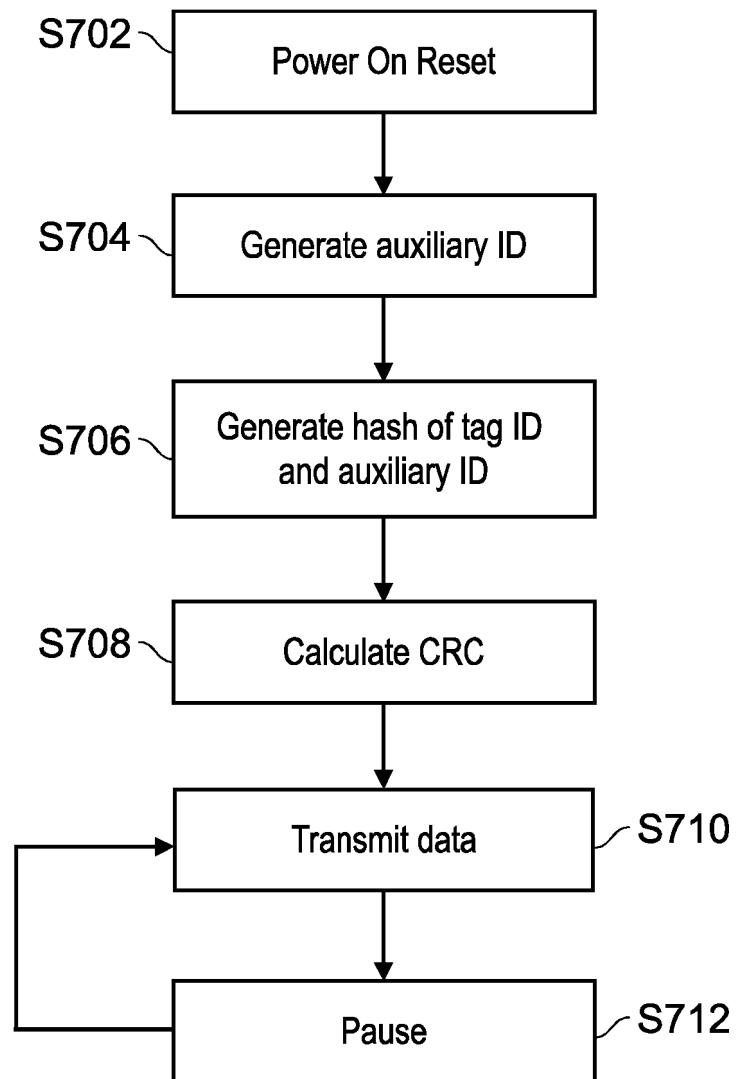 S702
Power On Reset
S704
Generate auxiliary ID
S706
Generate hash of tag ID
and auxiliary ID
S708
Calculate CRC
Transmit data
S710
Pause
S712